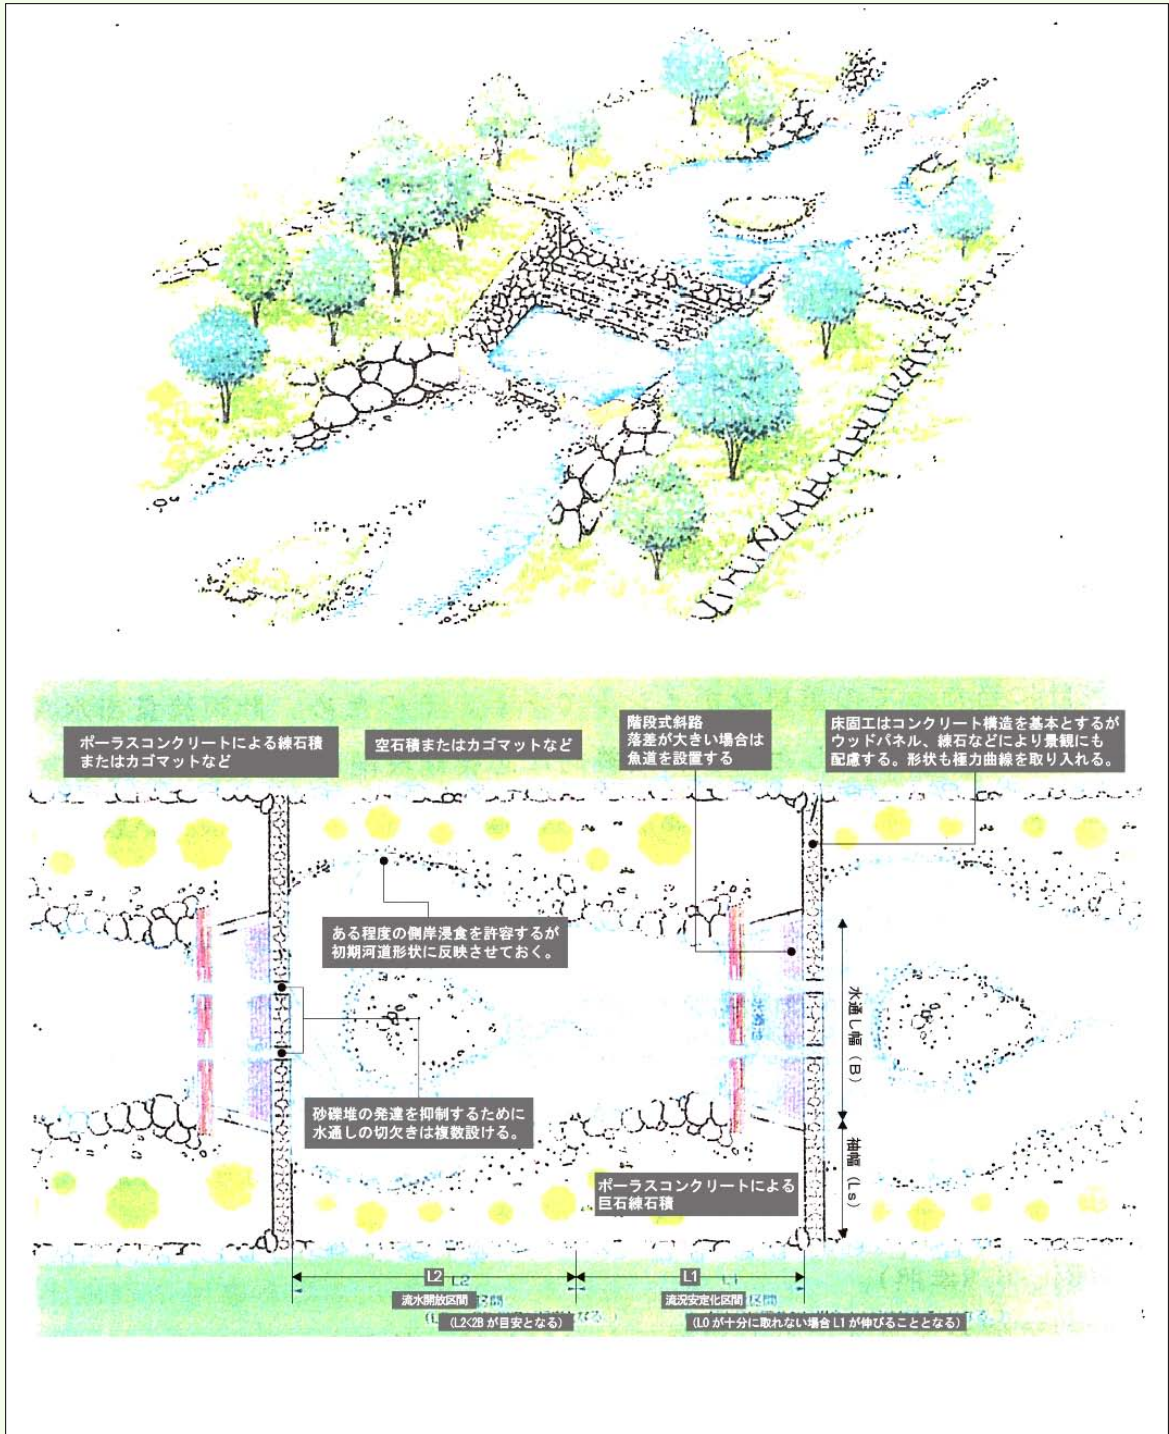 ポーラスコンクリートによる練石積
またはカゴマットなど
空石積またはカゴマットなど
階段式斜路
落差が大きい場合は
魚道を設置する
床固工はコンクリート構造を基本とするが
ウッドパネル、練石などにより景観にも
配慮する。形状も極力曲線を取り入れる。
ある程度の側岸浸食を許容するが
初期河道形状に反映させておく。
水通し幅（B）
砂礫堆の発達を抑制するために
水通しの切欠きは複数設ける。
袖幅（Ls）
ポーラスコンクリートによる
巨石練石積
L2
L1
流水開放区間
流況安定化区間
（L2<2B が目安となる）
（L0 が十分に取れない場合 L1 が伸びることとなる）